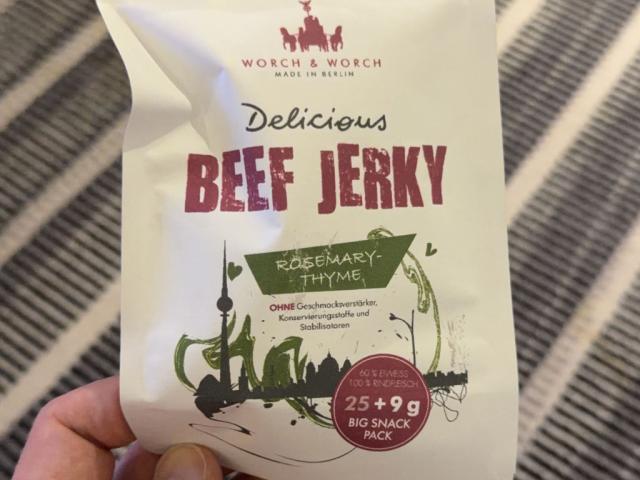 WORCH & WORCH
MADE IN BERLIN
Delicious
BEEF JERKY
ROSEMARY-
THYME
OHNE Geschmacksverstärker,
Konservierungsstoffe und
Stabilisatoren
60 % EIWEISS
100 % RINDFLEISCH
25 + 9 g
BIG SNACK
PACK